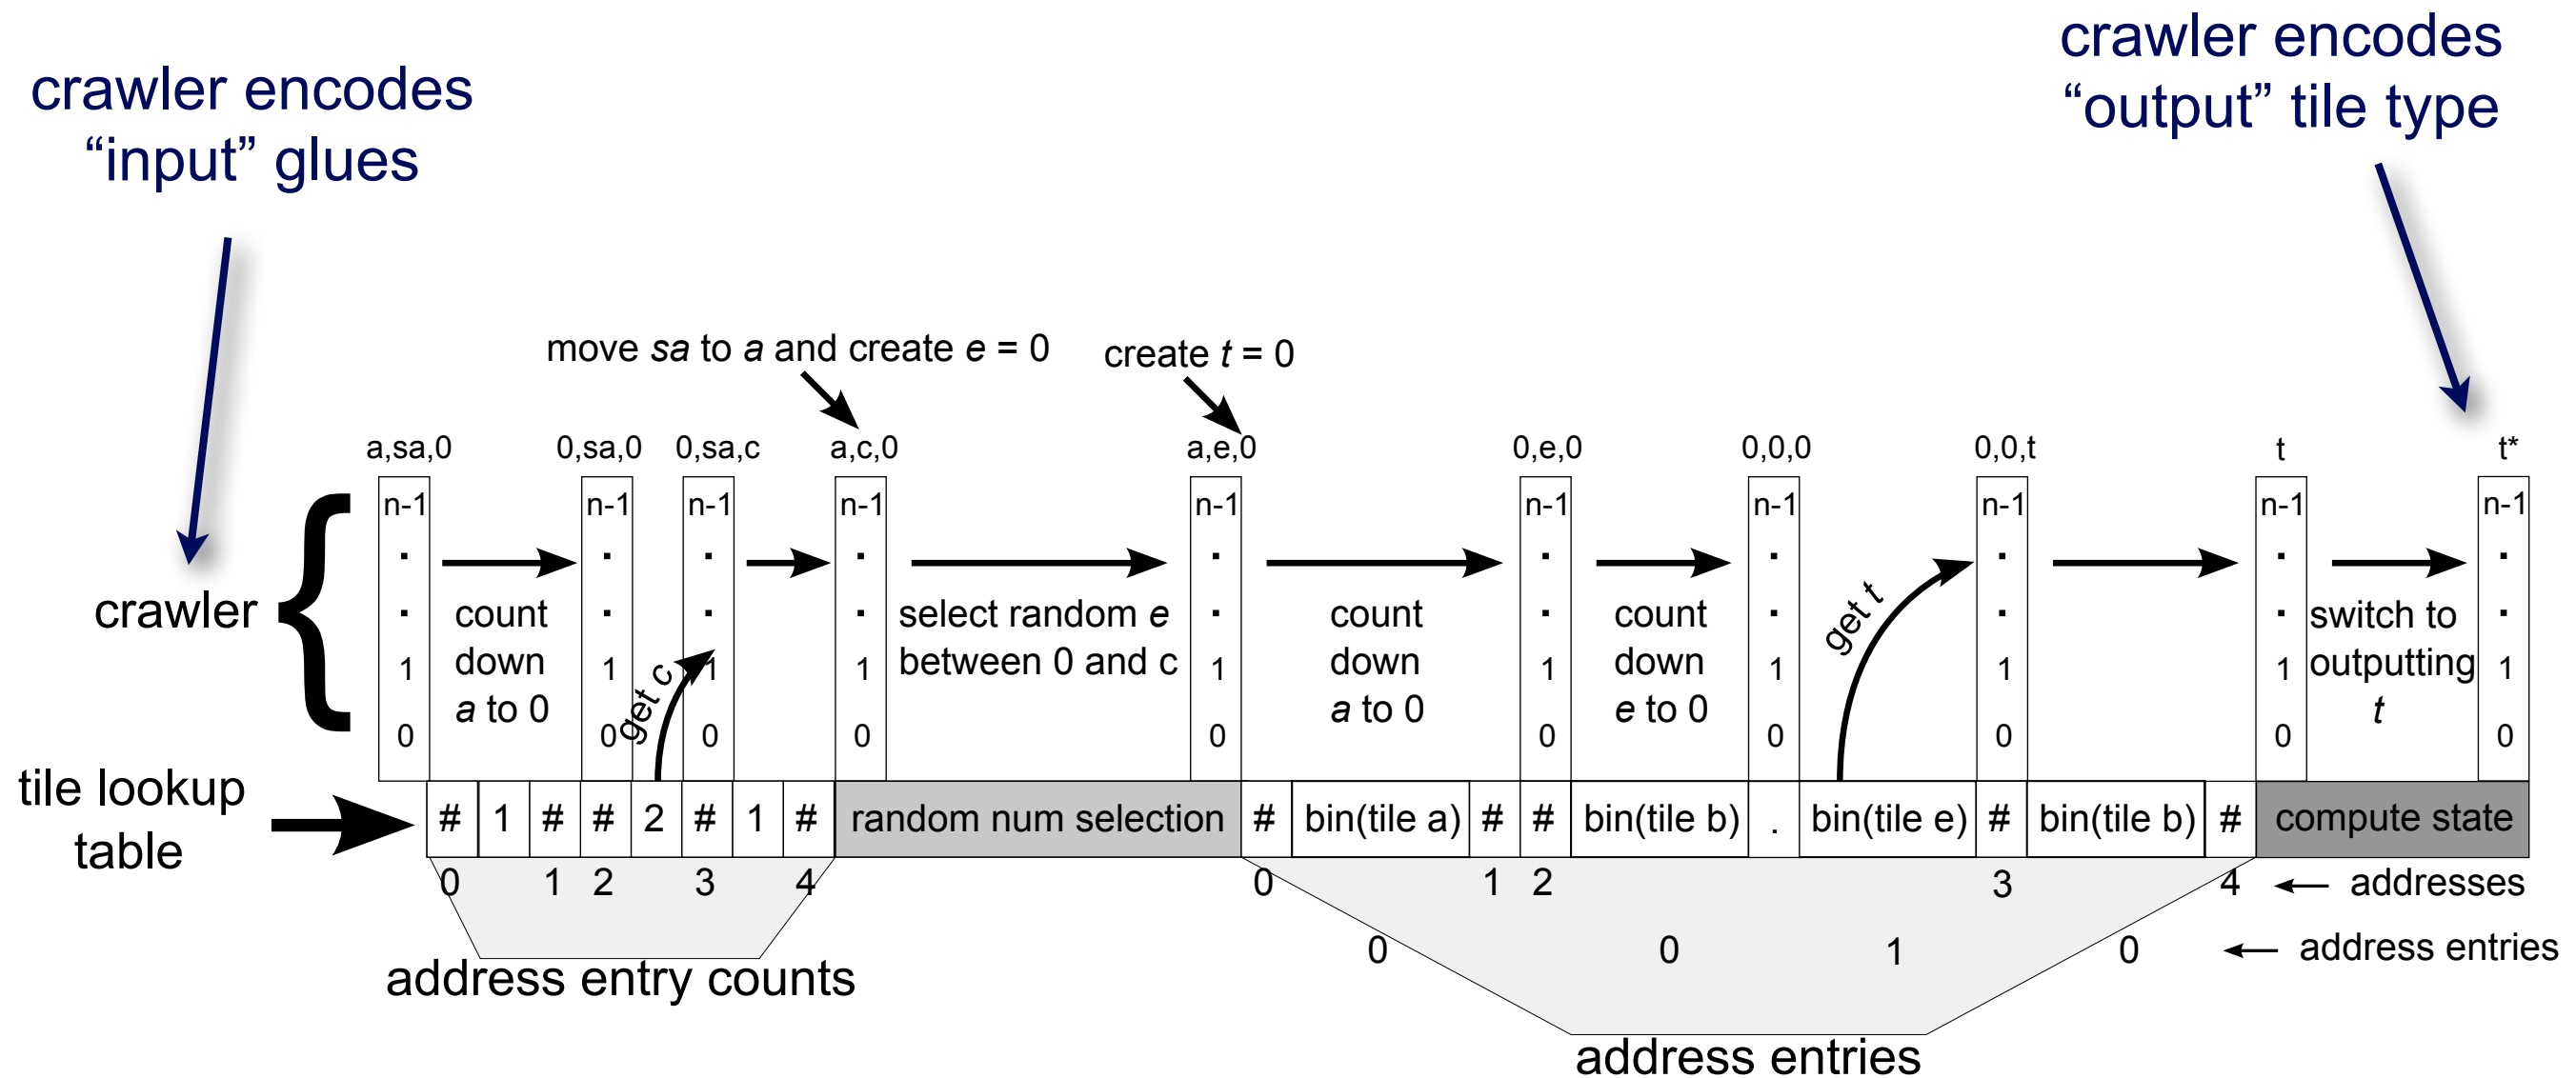 crawler encodes
“input” glues
crawler encodes
“output” tile type
move sa to a and create e = 0
create t = 0
a,sa,0 0,sa,0 0,sa,c a,c,0 a,e,0 0,e,0 0,0,0 0,0,t t t*
n-1 n-1 n-1 n-1 n-1 n-1 n-1 n-1 n-1 n-1
. . . . . . . . . .
. . . . . . . . . .
1 1 1 1 1 1 1 1 1 1
0 0 0 0 0 0 0 0 0 0
crawler {
count
down
a to 0
get c
select random e
between 0 and c
count
down
a to 0
count
down
e to 0
get t
switch to
outputting
t
tile lookup
table
# 1 # # 2 # 1 # random num selection # bin(tile a) # # bin(tile b) . bin(tile e) # bin(tile b) # compute state
0 1 2 3 4 0 1 2 3 4 ← addresses
0 0 1 0 ← address entries
address entry counts
address entries